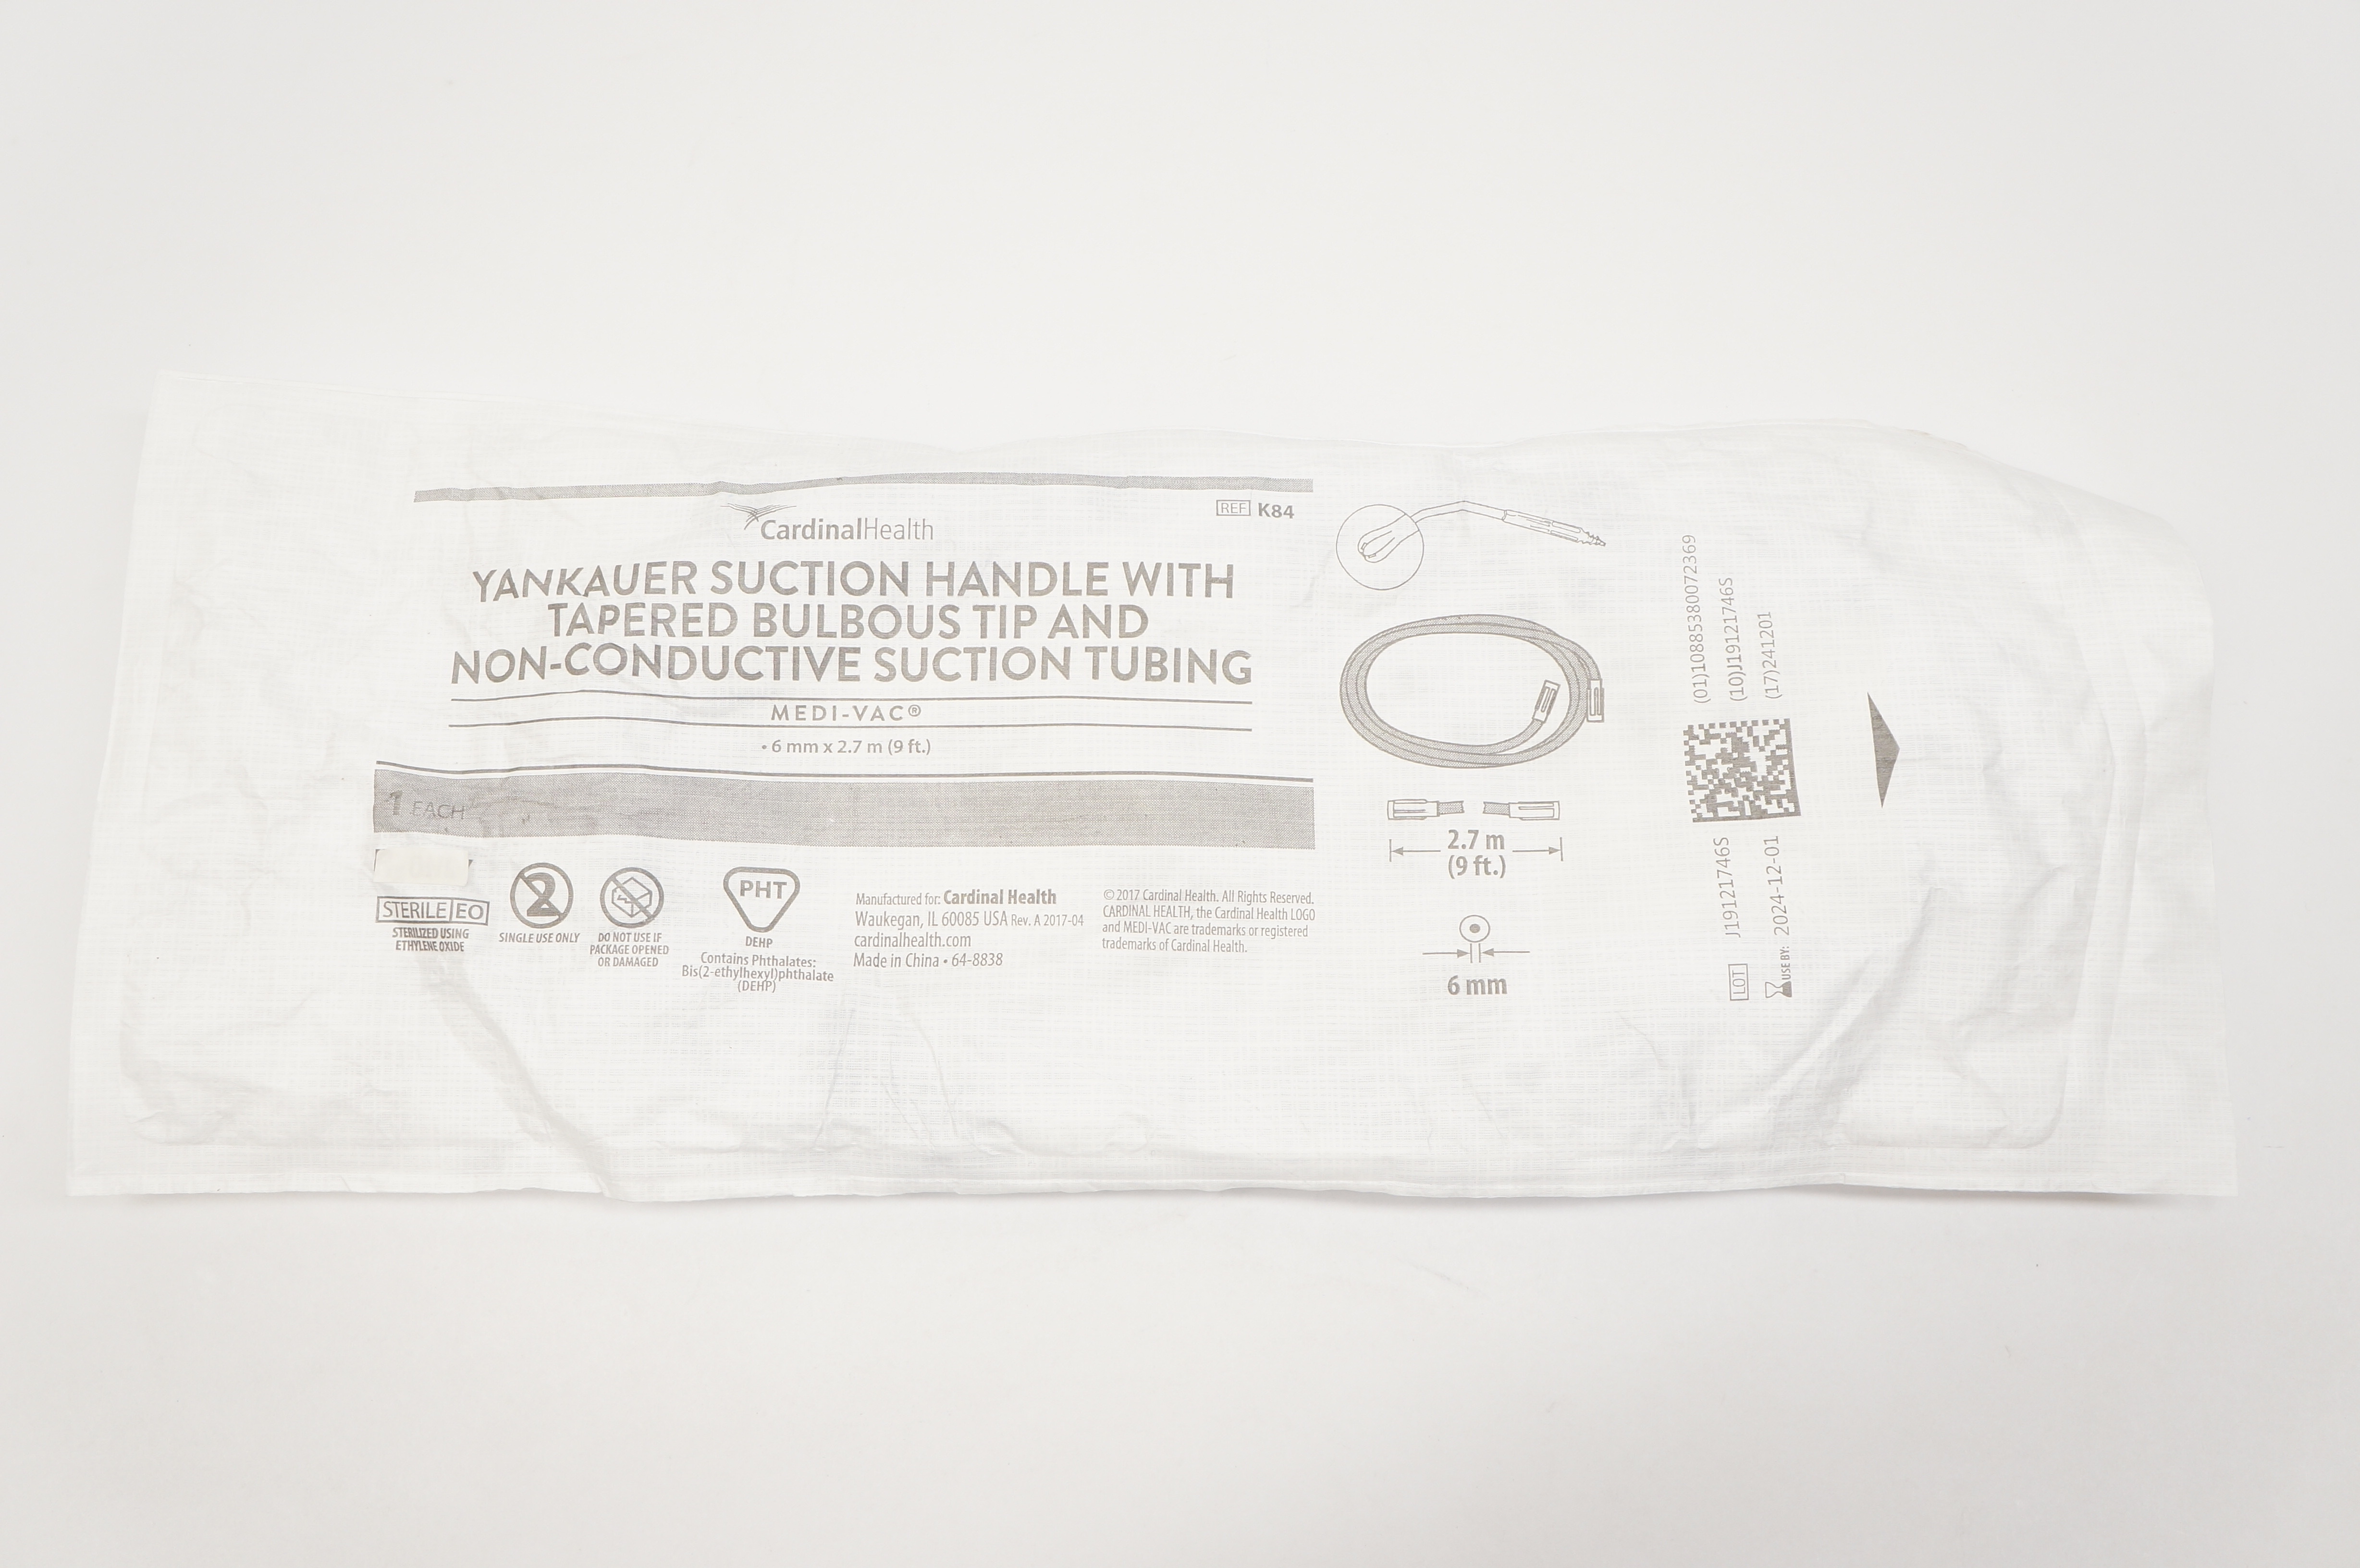 CardinalHealth
REF K84
YANKAUER SUCTION HANDLE WITH
TAPERED BULBOUS TIP AND
NON-CONDUCTIVE SUCTION TUBING
MEDI-VAC®
• 6 mm x 2.7 m (9 ft.)
1 EACH
STERILE EO
STERILIZED USING
ETHYLENE OXIDE
2
SINGLE USE ONLY
DO NOT USE IF
PACKAGE OPENED
OR DAMAGED
PHT
DEHP
Contains Phthalates:
Bis(2-ethylhexyl)phthalate
(DEHP)
Manufactured for: Cardinal Health
Waukegan, IL 60085 USA Rev. A 2017-04
cardinalhealth.com
Made in China • 64-8838
© 2017 Cardinal Health. All Rights Reserved.
CARDINAL HEALTH, the Cardinal Health LOGO
and MEDI-VAC are trademarks or registered
trademarks of Cardinal Health.
2.7 m
(9 ft.)
6 mm
(01)10885380072369
(10)J19121746S
(17)241201
LOT J19121746S
USE BY: 2024-12-01